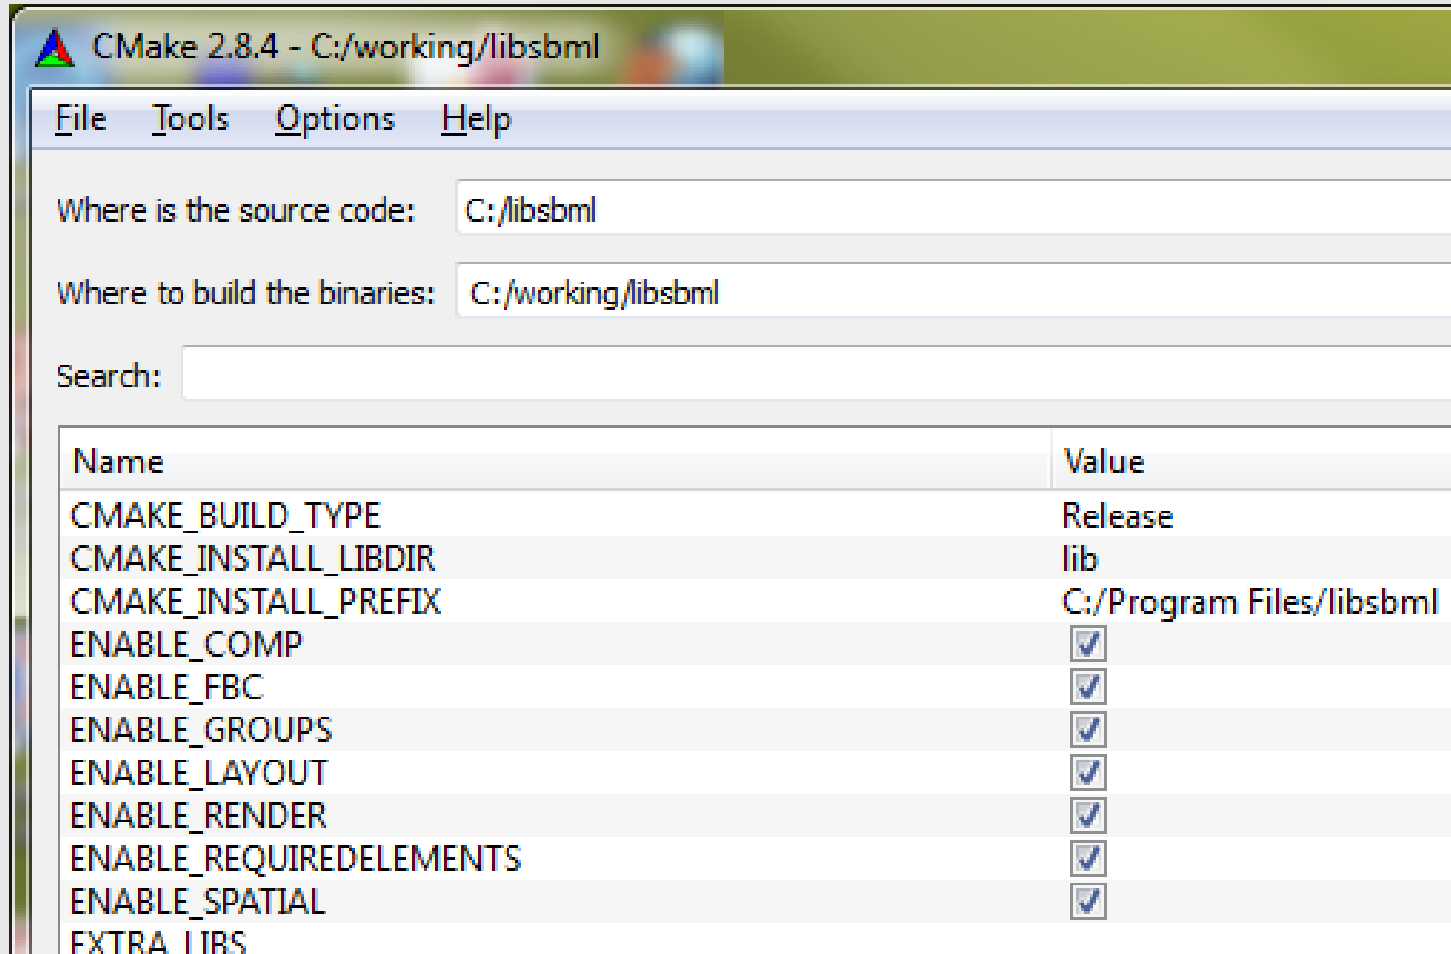 CMake 2.8.4 - C:/working/libsbml
File Tools Options Help
Where is the source code: C:/libsbml
Where to build the binaries: C:/working/libsbml
Search:
Name Value
CMAKE_BUILD_TYPE Release
CMAKE_INSTALL_LIBDIR lib
CMAKE_INSTALL_PREFIX C:/Program Files/libsbml
ENABLE_COMP
ENABLE_FBC
ENABLE_GROUPS
ENABLE_LAYOUT
ENABLE_RENDER
ENABLE_REQUIREDELEMENTS
ENABLE_SPATIAL
EXTRA_LIBS